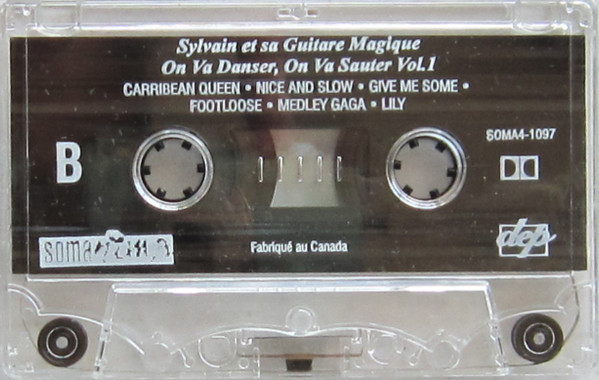 Sylvain et sa Guitare Magique
On Va Danser, On Va Sauter Vol.1
CARRIBEAN QUEEN • NICE AND SLOW • GIVE ME SOME •
FOOTLOOSE • MEDLEY GAGA • LILY
SOMA4-1097
B
soma
dep
Fabriqué au Canada